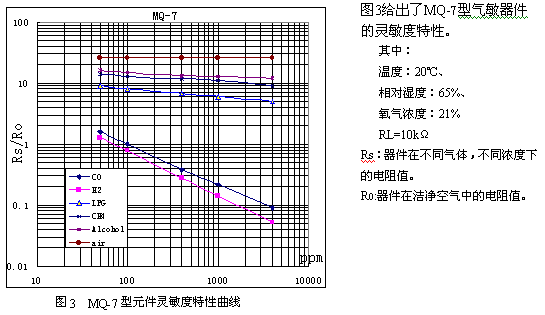 MQ-7
100
10
1
0.1
0.01
Rs/Ro
CO
H2
LPG
CH4
Alcohol
air
ppm
10
100
1000
10000
图3 MQ-7型元件灵敏度特性曲线
图3给出了MQ-7型气敏器件
的灵敏度特性。
其中：
温度：20℃、
相对湿度：65%、
氧气浓度：21%
RL=10kΩ
Rs：器件在不同气体，不同浓度下
的电阻值。
Ro:器件在洁净空气中的电阻值。